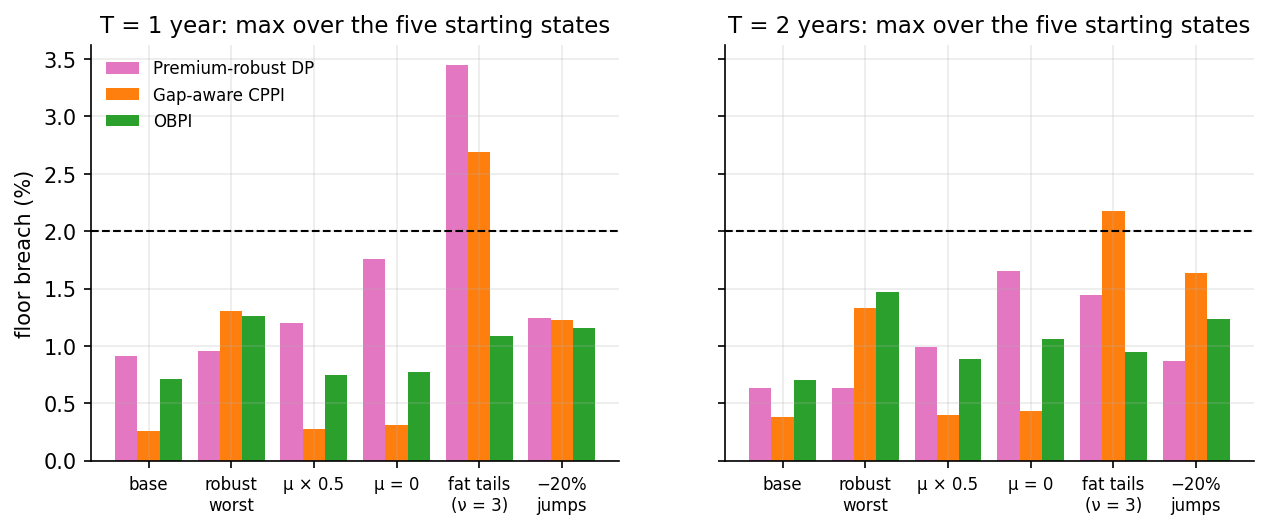 T = 1 year: max over the five starting states
T = 2 years: max over the five starting states
floor breach (%)
3.5
3.0
2.5
2.0
1.5
1.0
0.5
0.0
Premium-robust DP
Gap-aware CPPI
OBPI
base
robust
worst
μ × 0.5
μ = 0
fat tails
(ν = 3)
−20%
jumps
base
robust
worst
μ × 0.5
μ = 0
fat tails
(ν = 3)
−20%
jumps